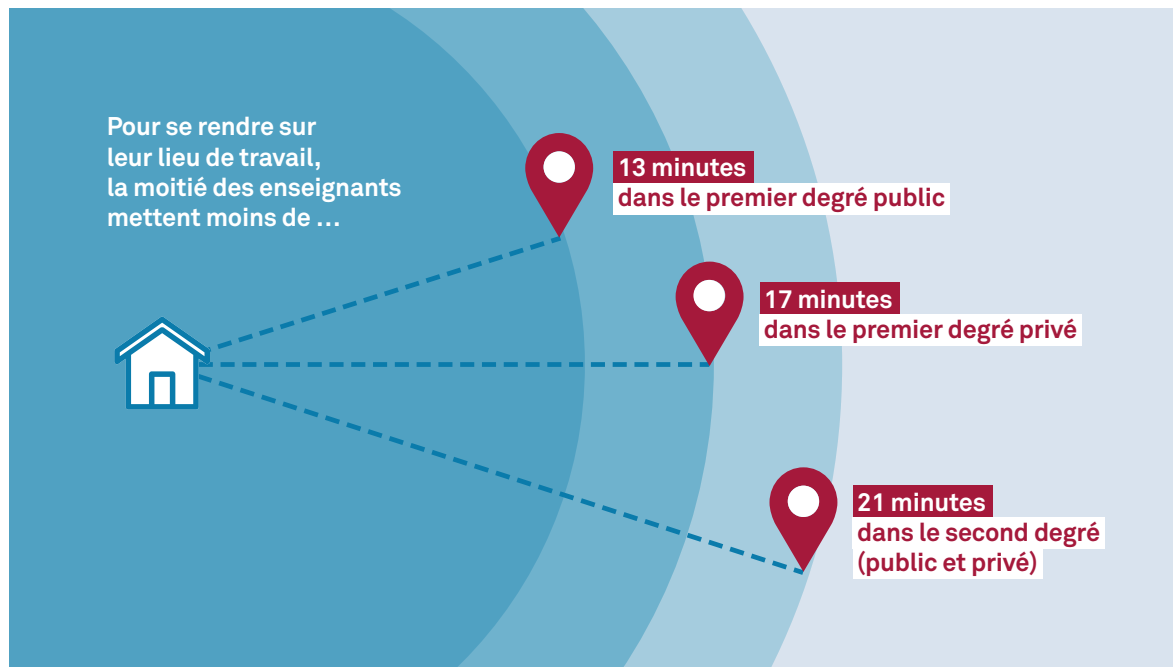 Pour se rendre sur
leur lieu de travail,
la moitié des enseignants
mettent moins de ...
13 minutes
dans le premier degré public
17 minutes
dans le premier degré privé
21 minutes
dans le second degré
(public et privé)